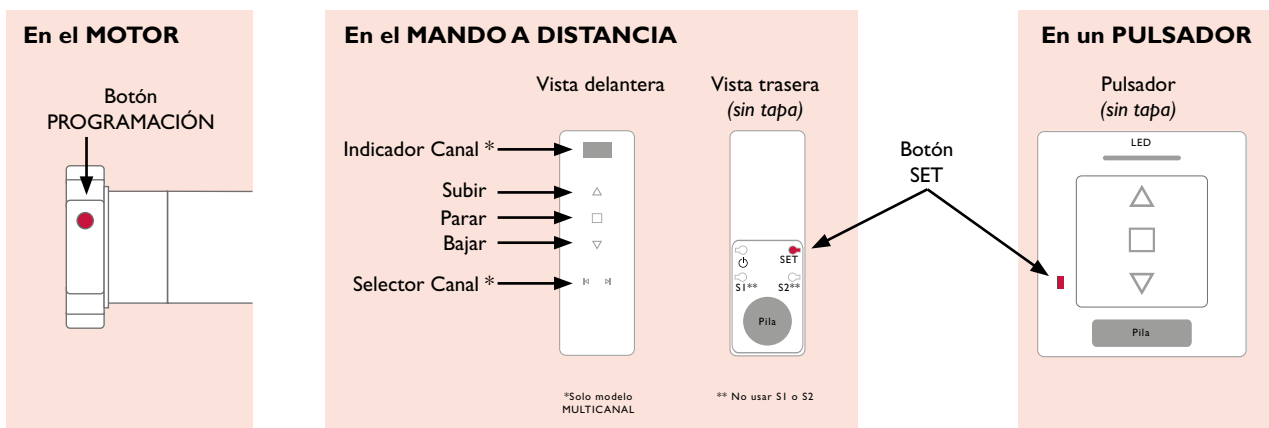 En el MOTOR
Botón
PROGRAMACIÓN
En el MANDO A DISTANCIA
Vista delantera
Indicador Canal *
Subir
Parar
Bajar
Selector Canal *
*Solo modelo
MULTICANAL
Vista trasera
(sin tapa)
SET
S1**
S2**
Pila
** No usar S1 o S2
Botón
SET
En un PULSADOR
Pulsador
(sin tapa)
LED
Pila